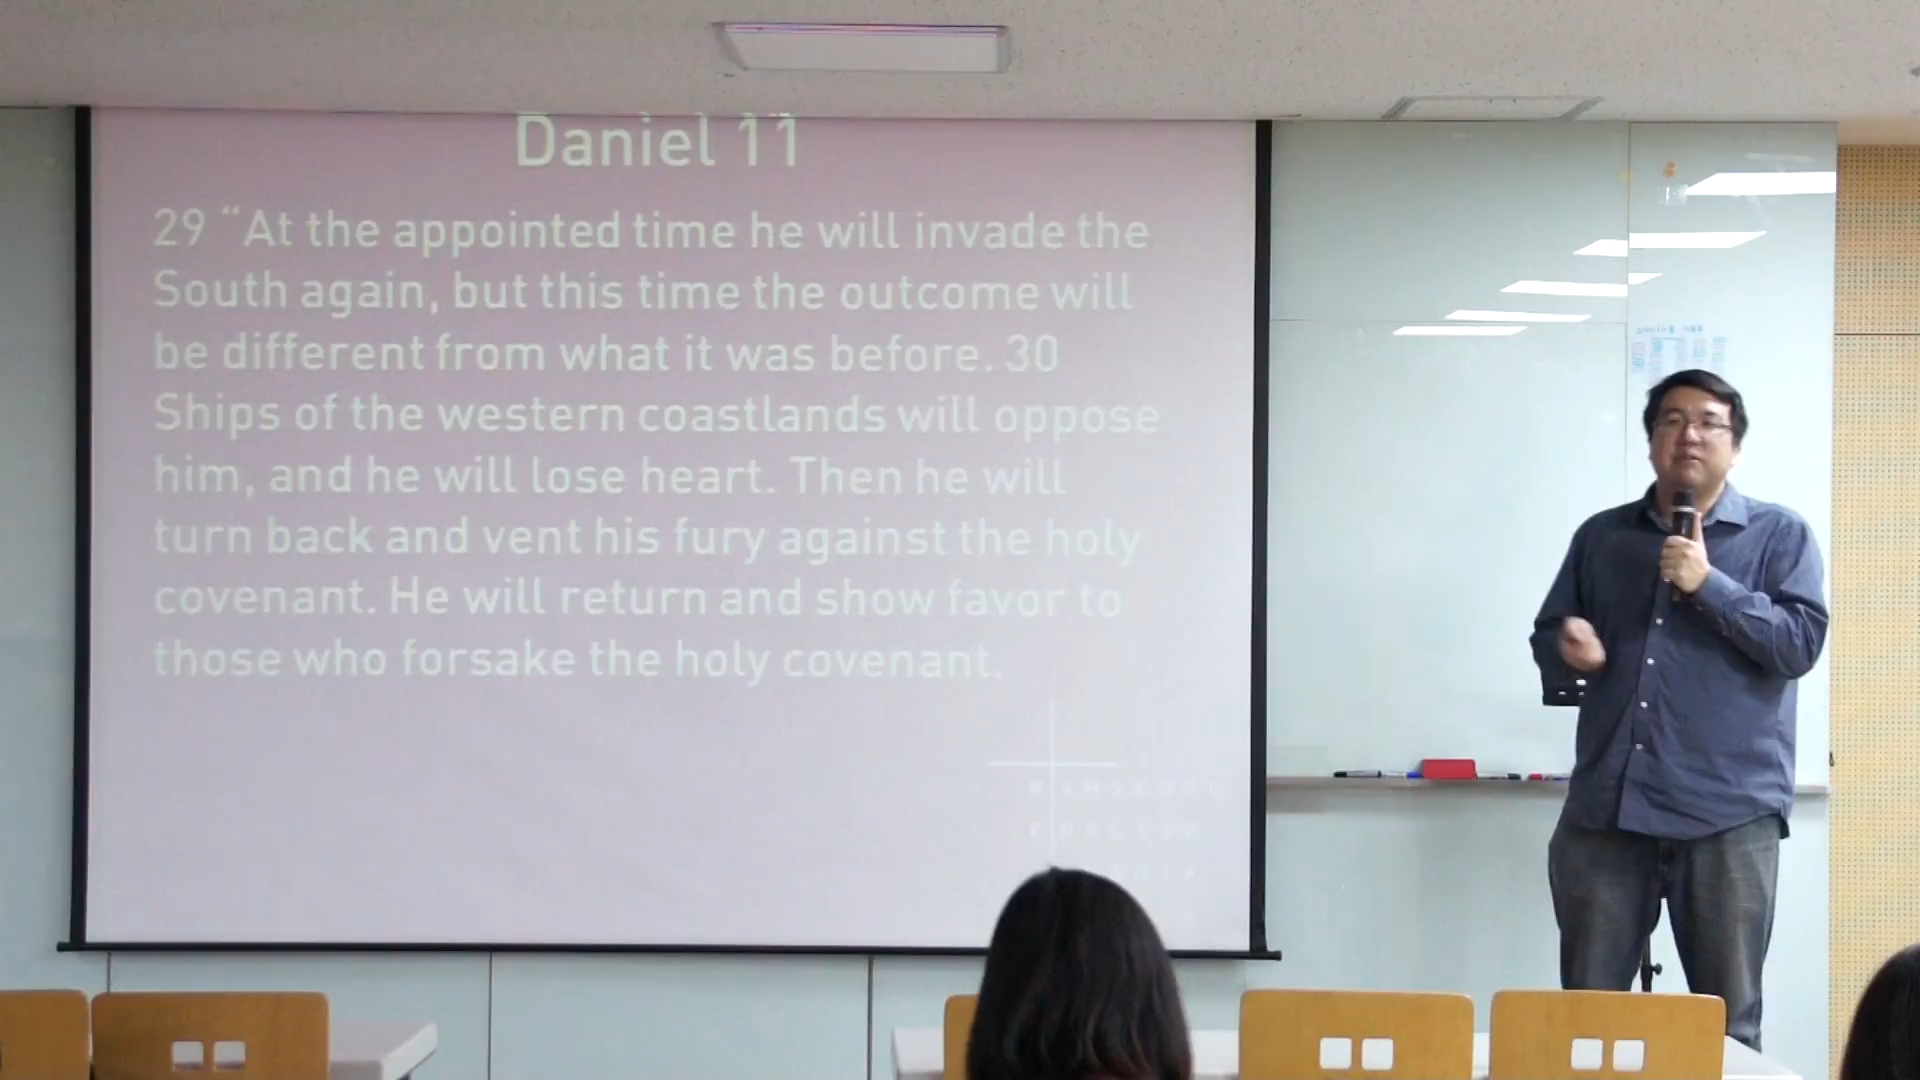 Daniel 11
29 “At the appointed time he will invade the
South again, but this time the outcome will
be different from what it was before. 30
Ships of the western coastlands will oppose
him, and he will lose heart. Then he will
turn back and vent his fury against the holy
covenant. He will return and show favor to
those who forsake the holy covenant.
NAMSEOUL
ENGLISH